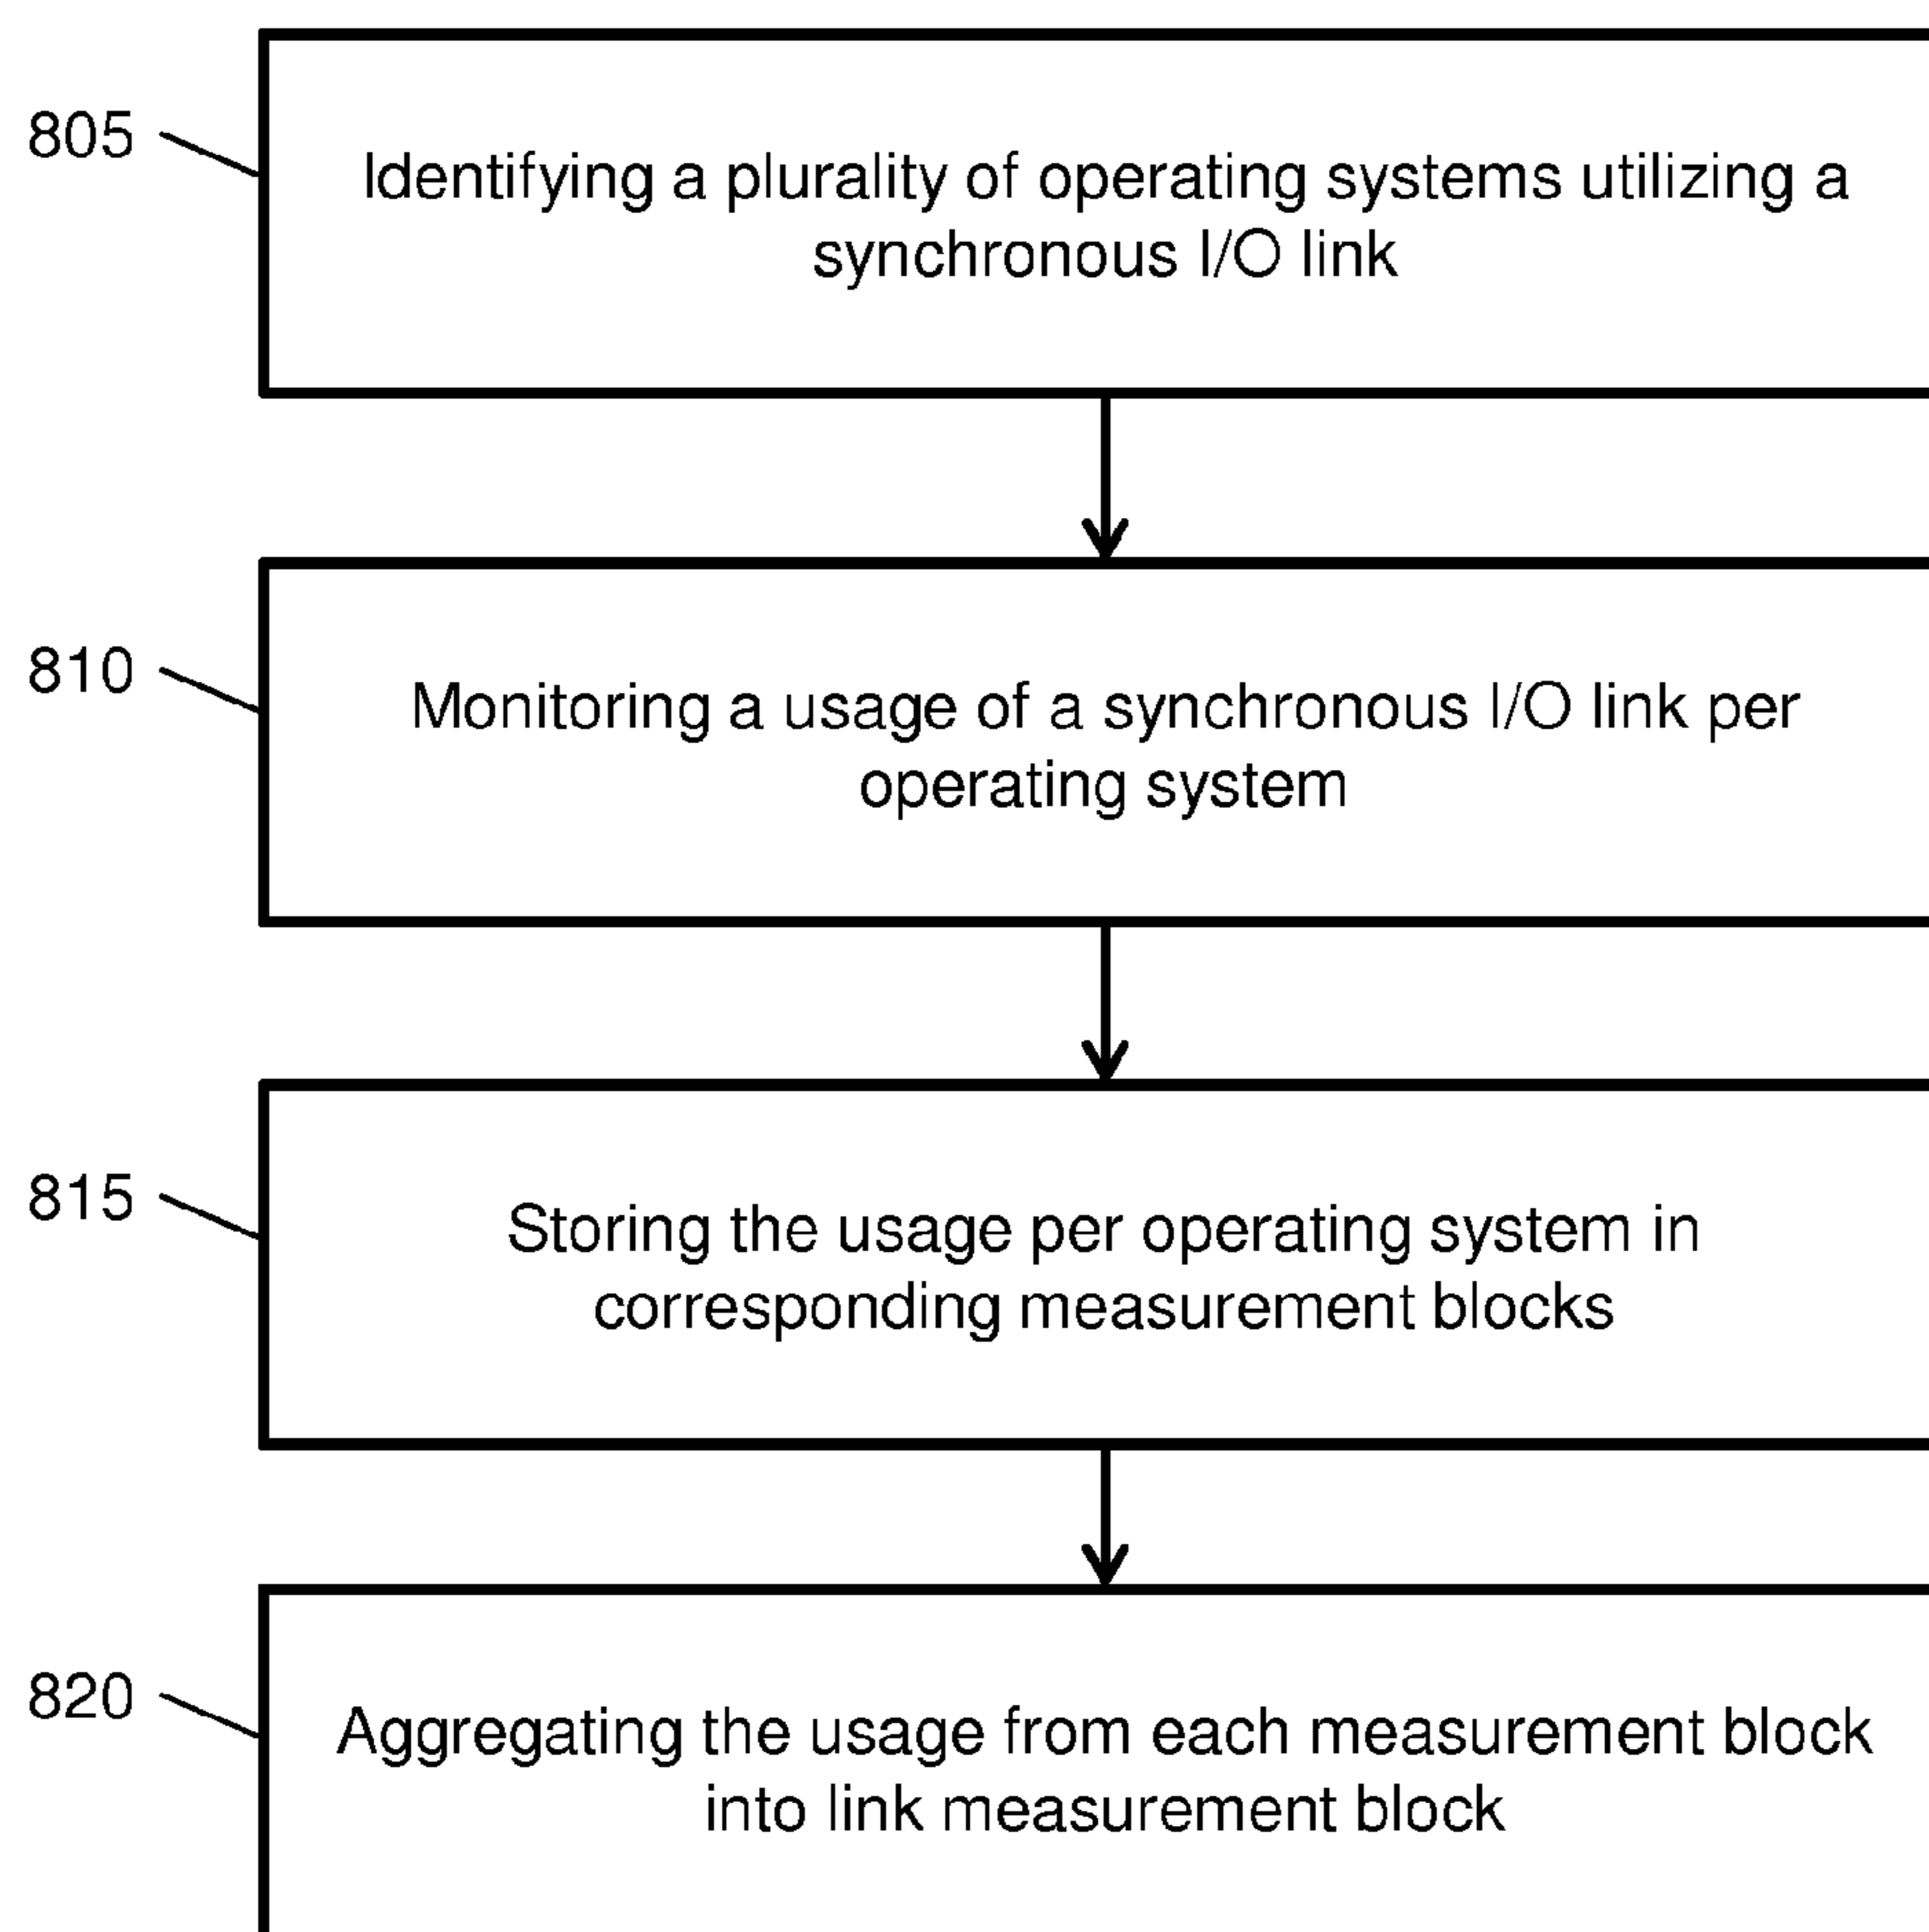 805
Identifying a plurality of operating systems utilizing a
synchronous I/O link
810
Monitoring a usage of a synchronous I/O link per
operating system
815
Storing the usage per operating system in
corresponding measurement blocks
820
Aggregating the usage from each measurement block
into link measurement block